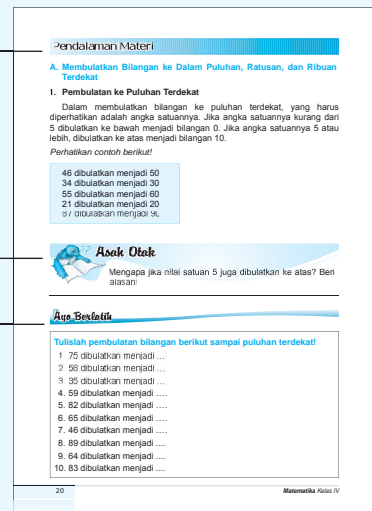 Pendalaman Materi
A. Membulatkan Bilangan ke Dalam Puluhan, Ratusan, dan Ribuan
Terdekat
1. Pembulatan ke Puluhan Terdekat
Dalam membulatkan bilangan ke puluhan terdekat, yang harus
diperhatikan adalah angka satuannya. Jika angka satuannya kurang dari
5 dibulatkan ke bawah menjadi bilangan 0. Jika angka satuannya 5 atau
lebih, dibulatkan ke atas menjadi bilangan 10.
Perhatikan contoh berikut!
46 dibulatkan menjadi 50
34 dibulatkan menjadi 30
55 dibulatkan menjadi 60
21 dibulatkan menjadi 20
87 dibulatkan menjadi 90
Asah Otak
Mengapa jika nilai satuan 5 juga dibulatkan ke atas? Beri
alasan!
Ayo Berlatih
Tulislah pembulatan bilangan berikut sampai puluhan terdekat!
1. 75 dibulatkan menjadi ...
2. 58 dibulatkan menjadi ...
3. 35 dibulatkan menjadi ...
4. 59 dibulatkan menjadi ....
5. 82 dibulatkan menjadi ....
6. 65 dibulatkan menjadi ....
7. 46 dibulatkan menjadi ....
8. 89 dibulatkan menjadi ....
9. 64 dibulatkan menjadi ....
10. 83 dibulatkan menjadi ....
20 Matematika Kelas IV